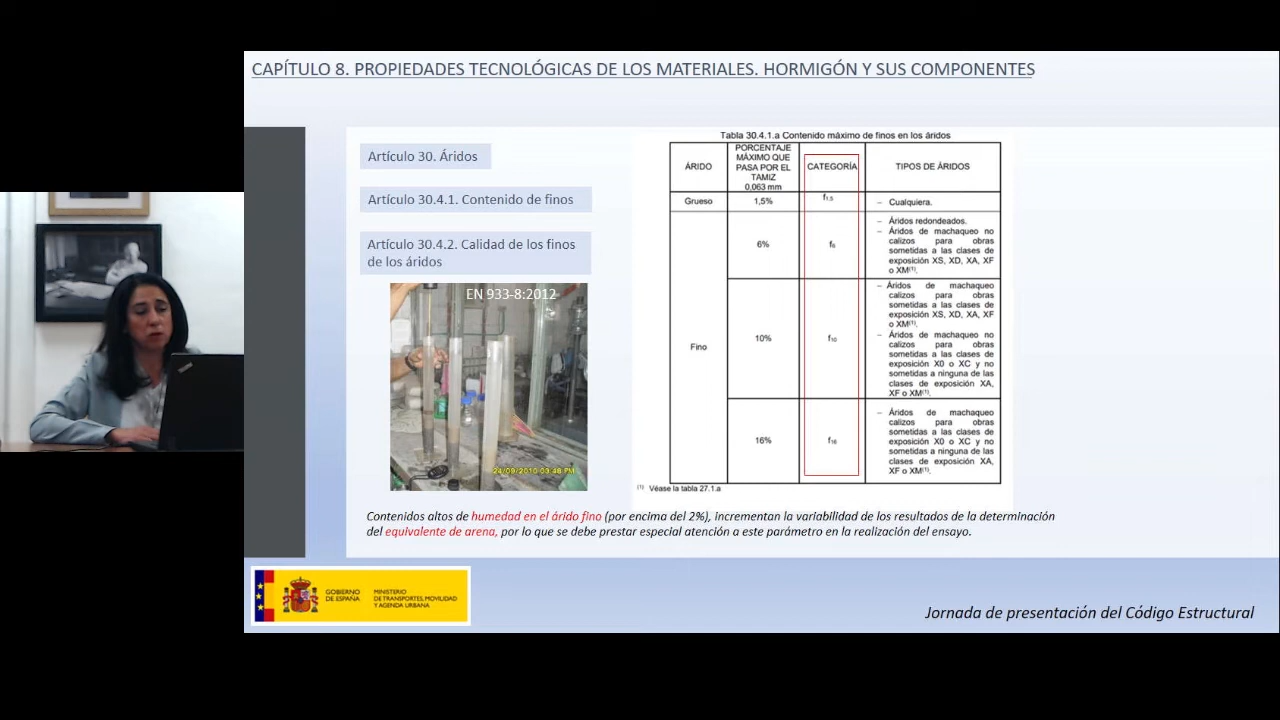 CAPÍTULO 8. PROPIEDADES TECNOLÓGICAS DE LOS MATERIALES. HORMIGÓN Y SUS COMPONENTES
Artículo 30. Áridos
Artículo 30.4.1. Contenido de finos
Artículo 30.4.2. Calidad de los finos
de los áridos
EN 933-8:2012
24/09/2010 03:48 PM
Tabla 30.4.1.a Contenido máximo de finos en los áridos
ÁRIDO
PORCENTAJE
MÁXIMO QUE
PASA POR EL
TAMIZ
0,063 mm
CATEGORÍA
TIPOS DE ÁRIDOS
Grueso
1,5%
f1,5
– Cualquiera.
Fino
6%
f6
– Áridos redondeados.
– Áridos de machaqueo no
calizos para obras
sometidas a las clases de
exposición XS, XD, XA, XF
o XM(1).
10%
f10
– Áridos de machaqueo
calizos para obras
sometidas a las clases de
exposición XS, XD, XA, XF
o XM(1).
– Áridos de machaqueo no
calizos para obras
sometidas a las clases de
exposición X0 o XC y no
sometidas a ninguna de las
clases de exposición XA,
XF o XM(1).
16%
f16
– Áridos de machaqueo
calizos para obras
sometidas a las clases de
exposición X0 o XC y no
sometidas a ninguna de las
clases de exposición XA,
XF o XM(1).
(1) Véase la tabla 27.1.a
Contenidos altos de humedad en el árido fino (por encima del 2%), incrementan la variabilidad de los resultados de la determinación
del equivalente de arena, por lo que se debe prestar especial atención a este parámetro en la realización del ensayo.
GOBIERNO
DE ESPAÑA
MINISTERIO
DE TRANSPORTES, MOVILIDAD
Y AGENDA URBANA
Jornada de presentación del Código Estructural
ThinkPad